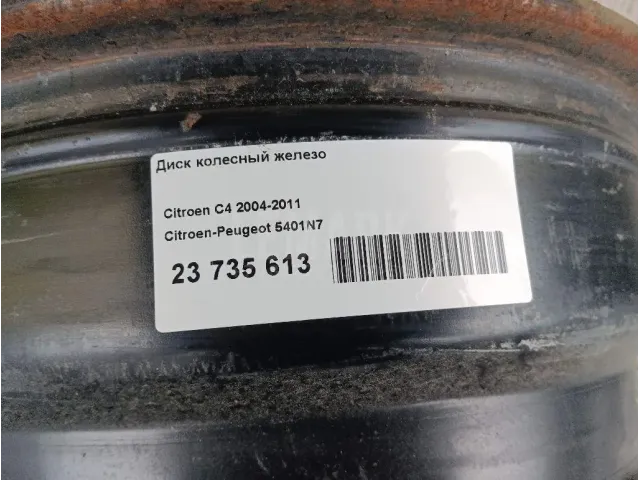 Диск колесный железо
Citroen C4 2004-2011
Citroen-Peugeot 5401N7
23 735 613